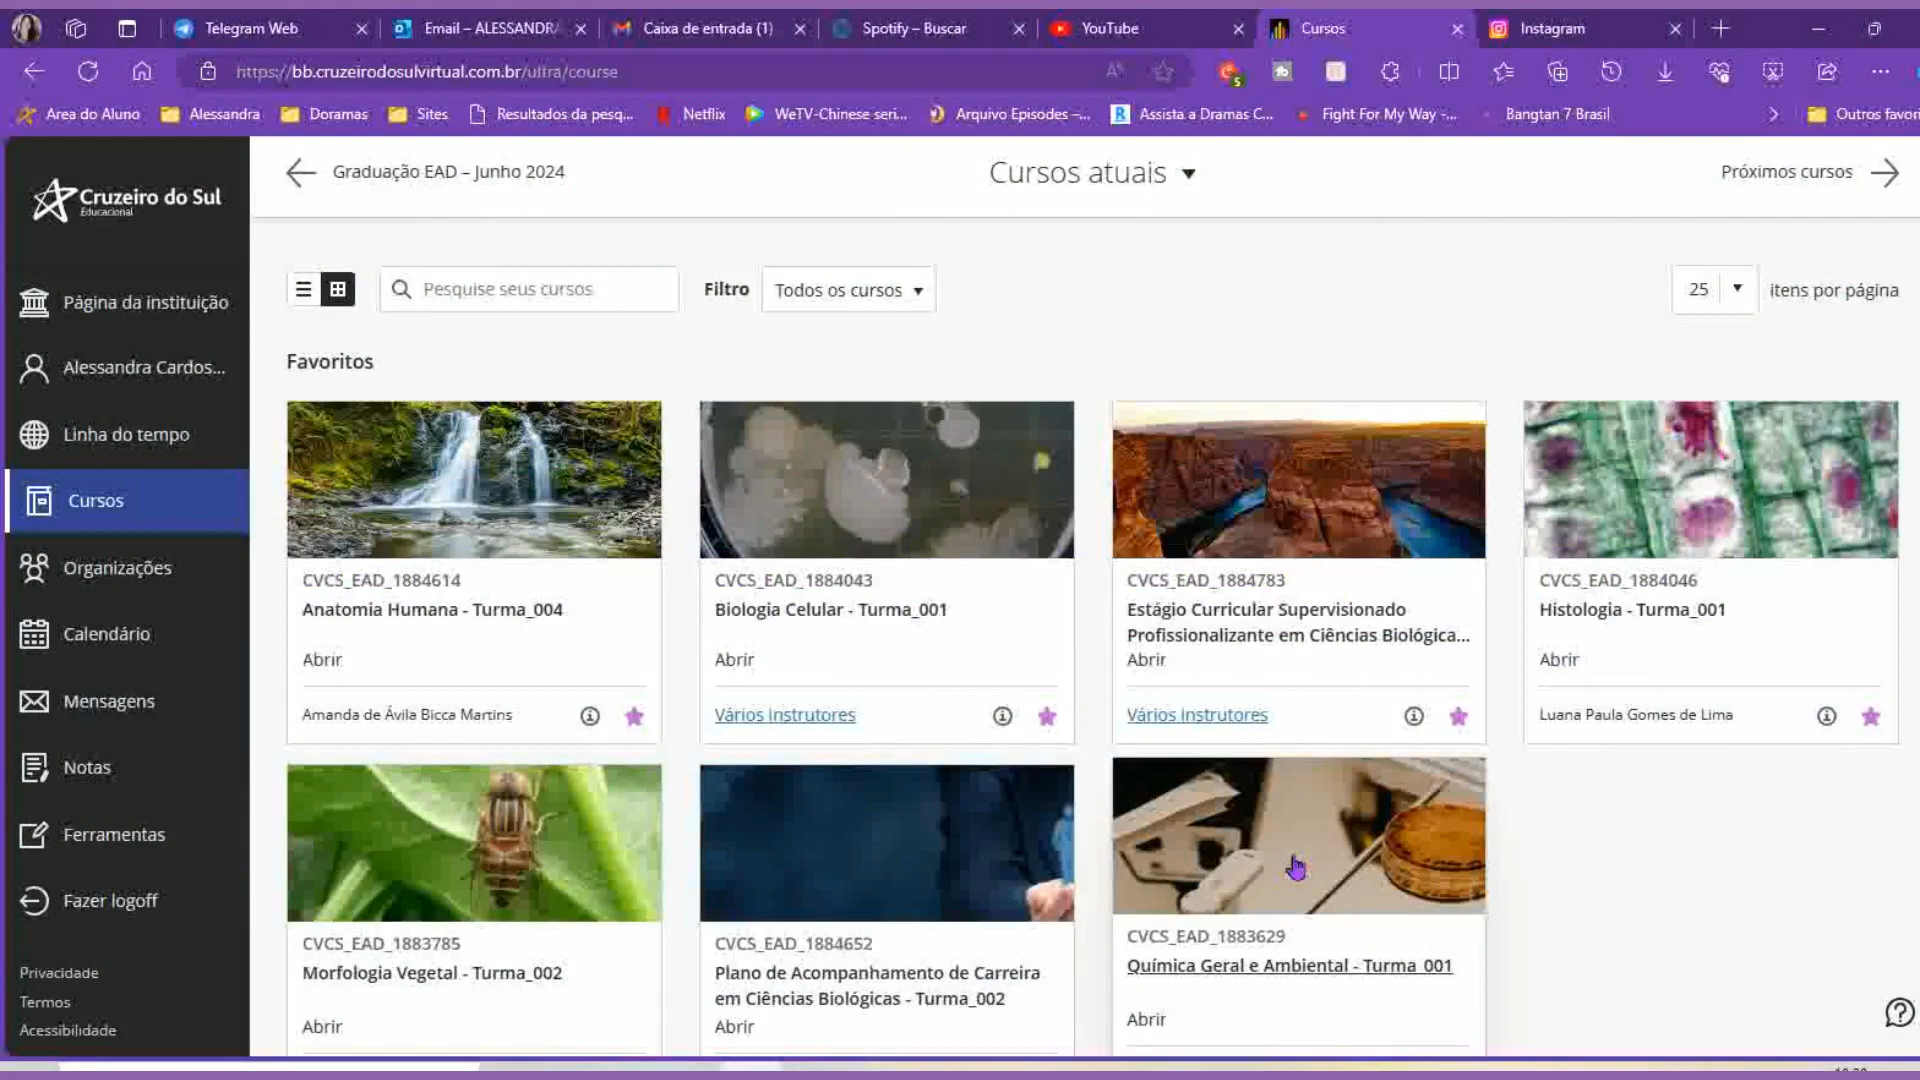 Telegram Web
Email – ALESSANDRA
Caixa de entrada (1)
Spotify – Buscar
YouTube
Cursos
Instagram
https://bb.cruzeirodosulvirtual.com.br/ultra/course
5
Area do Aluno
Alessandra
Doramas
Sites
Resultados da pesq...
Netflix
WeTV-Chinese seri...
Arquivo Episodes –...
Assista a Dramas C...
Fight For My Way -...
Bangtan 7 Brasil
Outros favori
Cruzeiro do Sul
Educacional
Graduação EAD – Junho 2024
Cursos atuais
Próximos cursos
Pesquise seus cursos
Filtro
Todos os cursos
25
itens por página
Página da instituição
Alessandra Cardos...
Linha do tempo
Cursos
Organizações
Calendário
Mensagens
Notas
Ferramentas
Fazer logoff
Privacidade
Termos
Acessibilidade
Favoritos
CVCS_EAD_1884614
Anatomia Humana - Turma_004
Abrir
Amanda de Ávila Bicca Martins
CVCS_EAD_1884043
Biologia Celular - Turma_001
Abrir
Vários instrutores
CVCS_EAD_1884783
Estágio Curricular Supervisionado
Profissionalizante em Ciências Biológica...
Abrir
Vários instrutores
CVCS_EAD_1884046
Histologia - Turma_001
Abrir
Luana Paula Gomes de Lima
CVCS_EAD_1883785
Morfologia Vegetal - Turma_002
Abrir
CVCS_EAD_1884652
Plano de Acompanhamento de Carreira
em Ciências Biológicas - Turma_002
Abrir
CVCS_EAD_1883629
Química Geral e Ambiental - Turma_001
Abrir